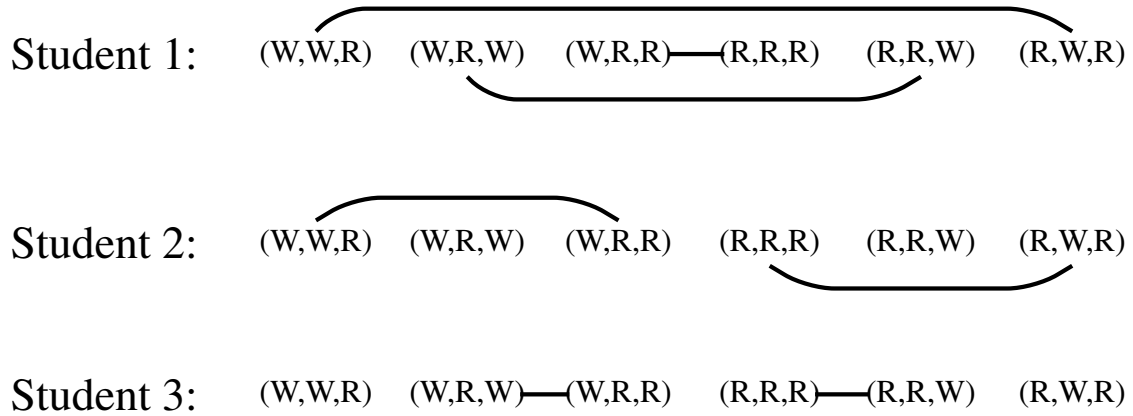 Student 1: (W,W,R) (W,R,W) (W,R,R) (R,R,R) (R,R,W) (R,W,R)
Student 2: (W,W,R) (W,R,W) (W,R,R) (R,R,R) (R,R,W) (R,W,R)
Student 3: (W,W,R) (W,R,W) (W,R,R) (R,R,R) (R,R,W) (R,W,R)